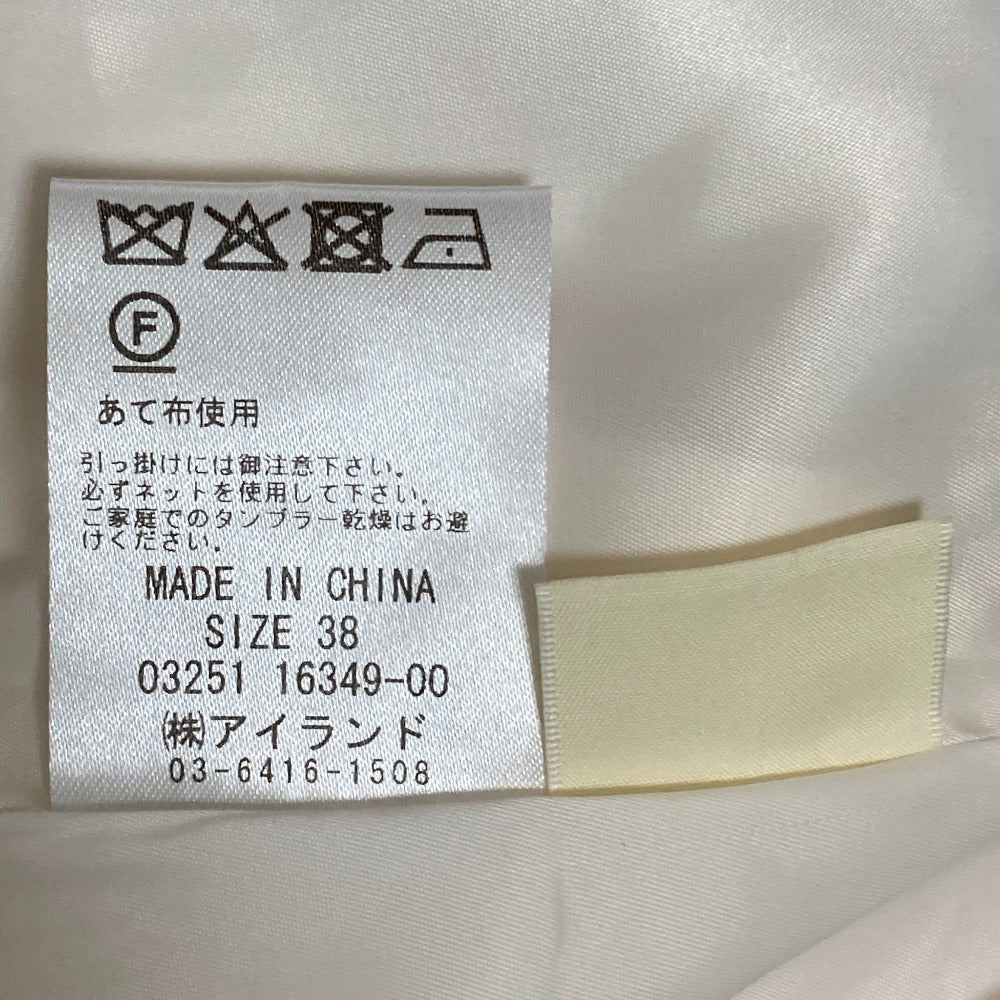 F
あて布使用
引っ掛けには御注意下さい。
必ずネットを使用して下さい。
ご家庭でのタンブラー乾燥はお避
けください。
MADE IN CHINA
SIZE 38
03251 16349-00
㈱アイランド
03-6416-1508